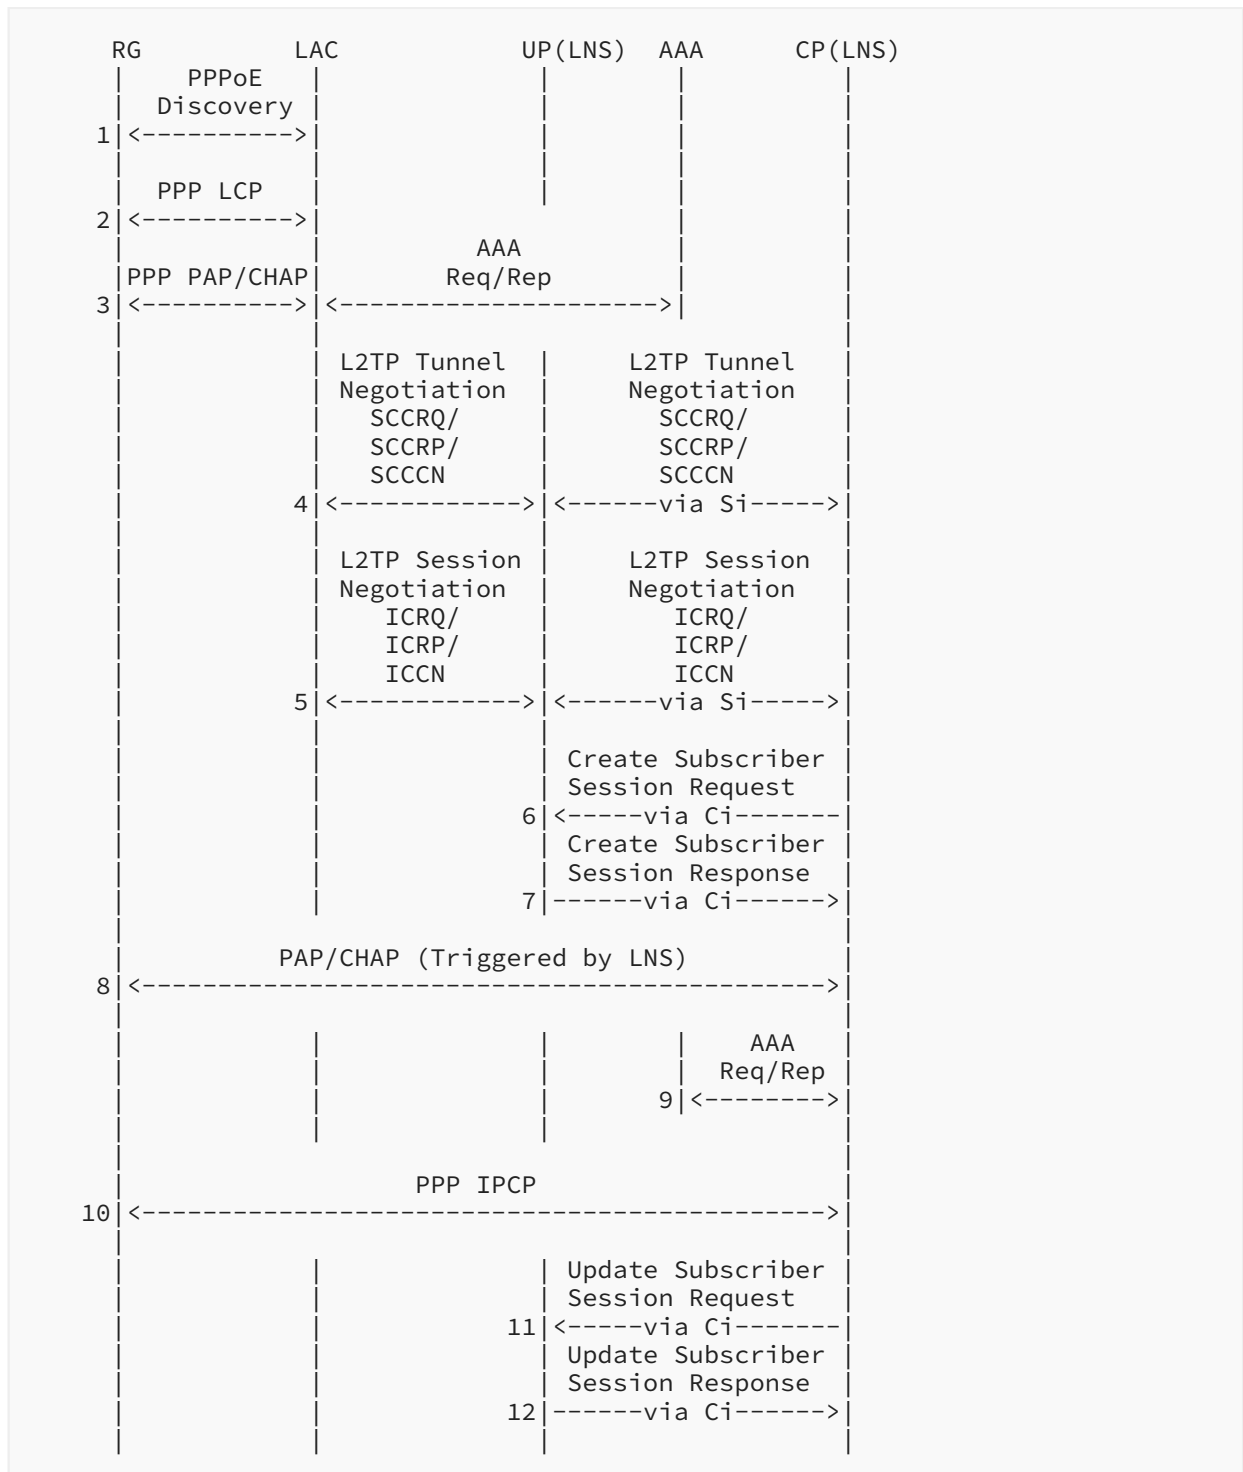 RG LAC UP(LNS) AAA CP(LNS)
PPPoE
Discovery
1|<---------->|
PPP LCP
2|<---------->|
AAA
|PPP PAP/CHAP| Req/Rep
3|<---------->|<--------------------->|
L2TP Tunnel | L2TP Tunnel
Negotiation | Negotiation
SCCRQ/ | SCCRQ/
SCCRP/ | SCCRP/
SCCCN | SCCCN
4|<------------>|<------via Si----->|
L2TP Session | L2TP Session
Negotiation | Negotiation
ICRQ/ | ICRQ/
ICRP/ | ICRP/
ICCN | ICCN
5|<------------>|<------via Si----->|
Create Subscriber
Session Request
6|<-----via Ci-------|
Create Subscriber
Session Response
7|------via Ci------>|
PAP/CHAP (Triggered by LNS)
8|<--------------------------------------------->|
AAA
Req/Rep
9|<-------->|
PPP IPCP
10|<--------------------------------------------->|
Update Subscriber
Session Request
11|<-----via Ci-------|
Update Subscriber
Session Response
12|------via Ci------>|